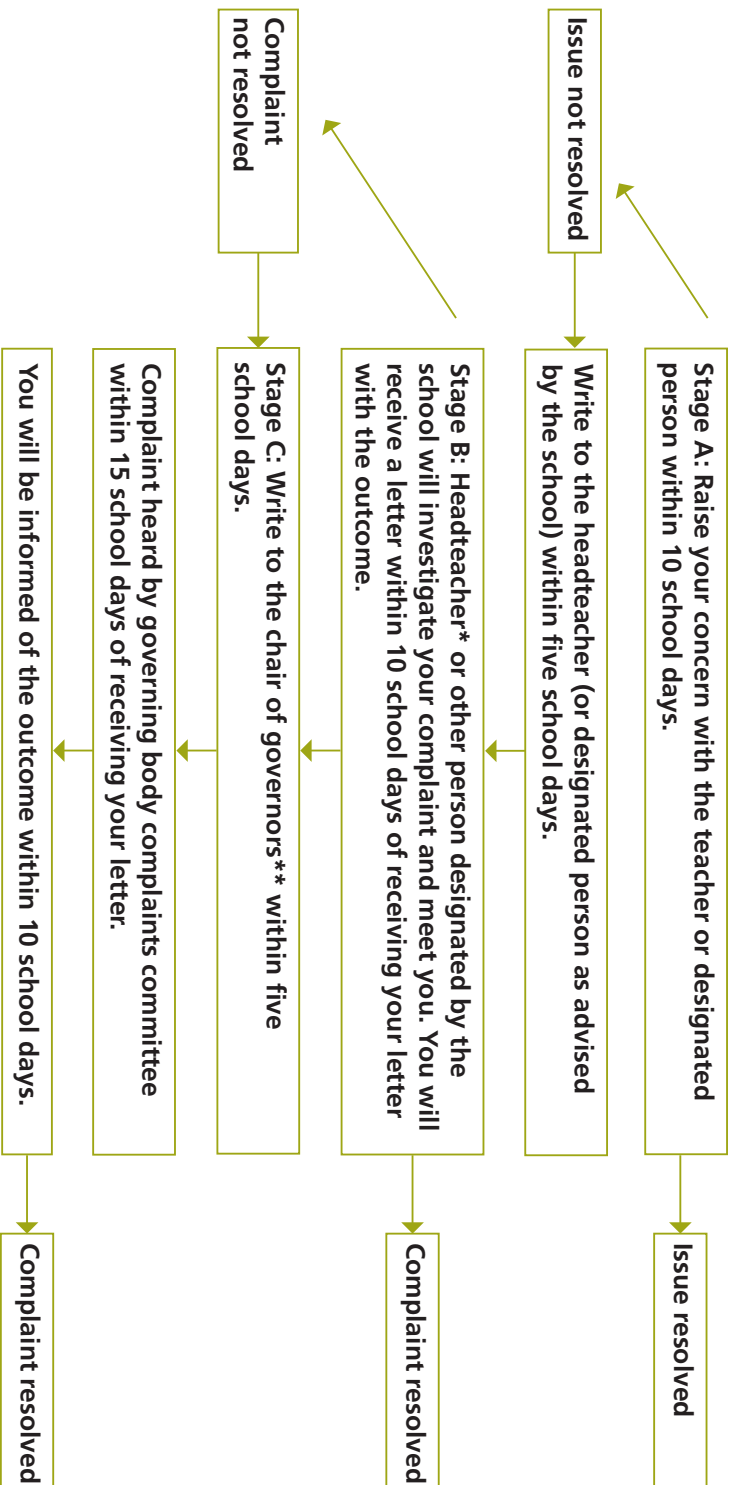 Stage A: Raise your concern with the teacher or designated
person within 10 school days.
Issue resolved
Issue not resolved
Write to the headteacher (or designated person as advised
by the school) within five school days.
Stage B: Headteacher* or other person designated by the
school will investigate your complaint and meet you. You will
receive a letter within 10 school days of receiving your letter
with the outcome.
Complaint resolved
Complaint
not resolved
Stage C: Write to the chair of governors** within five
school days.
Complaint heard by governing body complaints committee
within 15 school days of receiving your letter.
You will be informed of the outcome within 10 school days.
Complaint resolved